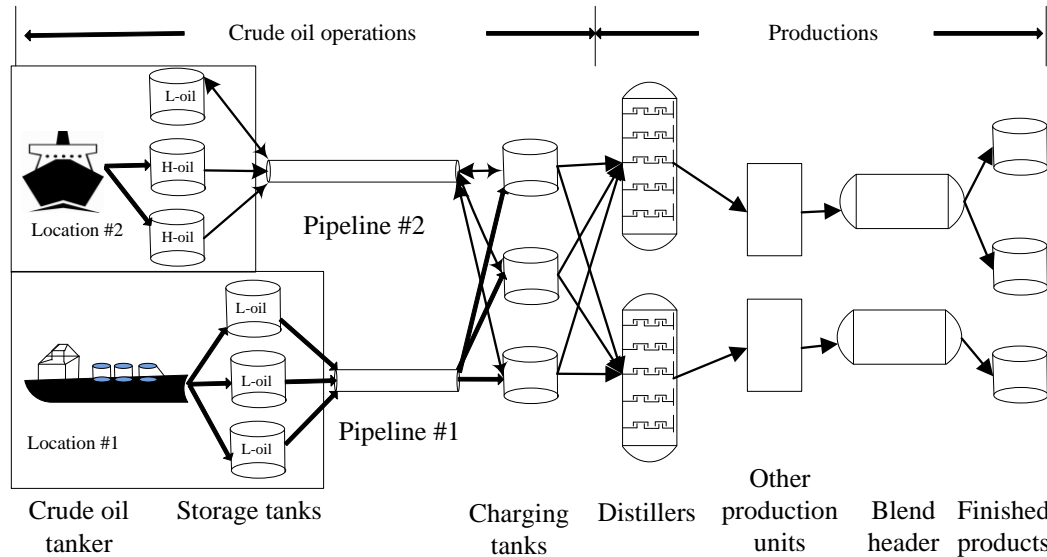 Crude oil operations
Productions
L-oil
H-oil
H-oil
Location #2
Pipeline #2
L-oil
L-oil
L-oil
Location #1
Pipeline #1
Crude oil
tanker
Storage tanks
Charging
tanks
Distillers
Other
production
units
Blend
header
Finished
products